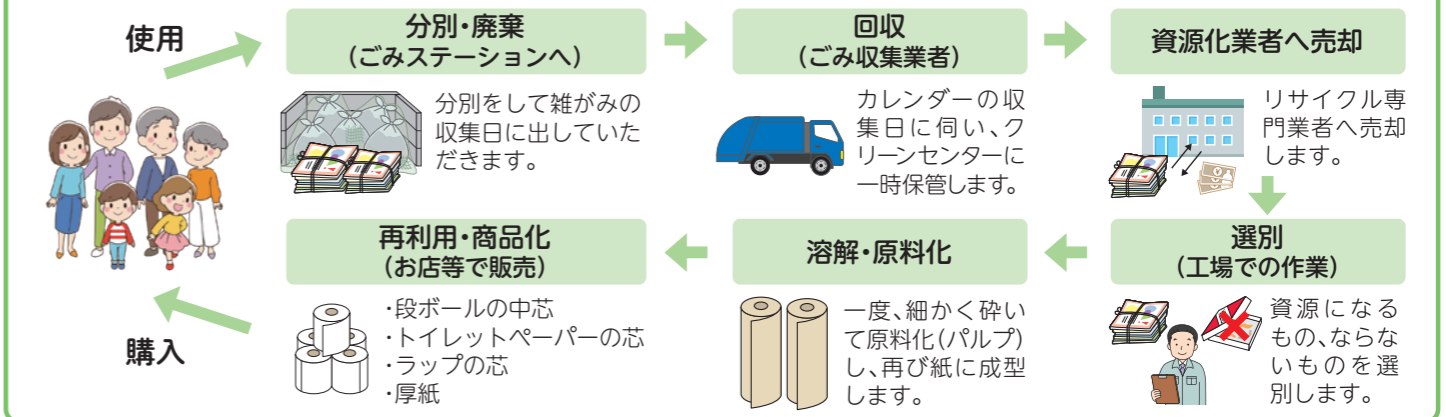 使用
分別・廃棄
（ごみステーションへ）
分別をして雑がみの
収集日に出していた
だきます。
回収
（ごみ収集業者）
カレンダーの収
集日に伺い、ク
リーンセンターに
一時保管します。
資源化業者へ売却
リサイクル専
門業者へ売却
します。
選別
（工場での作業）
資源になる
もの、ならな
いものを選
別します。
溶解・原料化
一度、細かく砕い
て原料化（パルプ）
し、再び紙に成型
します。
再利用・商品化
（お店等で販売）
・段ボールの中芯
・トイレットペーパーの芯
・ラップの芯
・厚紙
購入